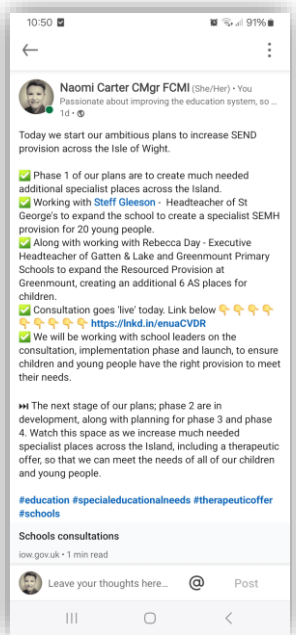 10:50 91%
Naomi Carter CMgr FCMI (She/Her) • You
Passionate about improving the education system, so ...
1d •
Today we start our ambitious plans to increase SEND
provision across the Isle of Wight.
✅ Phase 1 of our plans are to create much needed
additional specialist places across the Island.
✅ Working with Steff Gleeson - Headteacher of St
George's to expand the school to create a specialist SEMH
provision for 20 young people.
✅ Along with working with Rebecca Day - Executive
Headteacher of Gatten & Lake and Greenmount Primary
Schools to expand the Resourced Provision at
Greenmount, creating an additional 6 AS places for
children.
✅ Consultation goes 'live' today. Link below 👇 👇 👇 👇
👇 👇 👇 👇 👇 https://lnkd.in/enuaCVDR
✅ We will be working with school leaders on the
consultation, implementation phase and launch, to ensure
children and young people have the right provision to meet
their needs.
⏭ The next stage of our plans; phase 2 are in
development, along with planning for phase 3 and phase
4. Watch this space as we increase much needed
specialist places across the Island, including a therapeutic
offer, so that we can meet the needs of all of our children
and young people.
#education #specialeducationalneeds #therapeuticoffer
#schools
Schools consultations
iow.gov.uk • 1 min read
Leave your thoughts here... @ Post